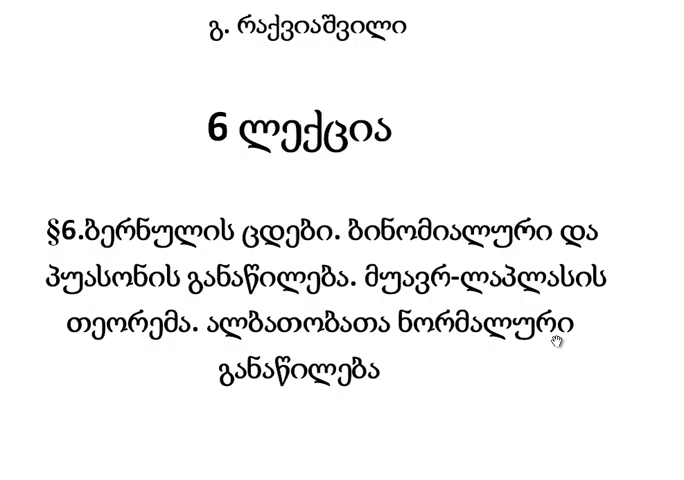 გ. რაქვიაშვილი
6 ლექცია
§6.ბერნულის ცდები. ბინომიალური და
პუასონის განაწილება. მუავრ-ლაპლასის
თეორემა. ალბათობათა ნორმალური
განაწილება